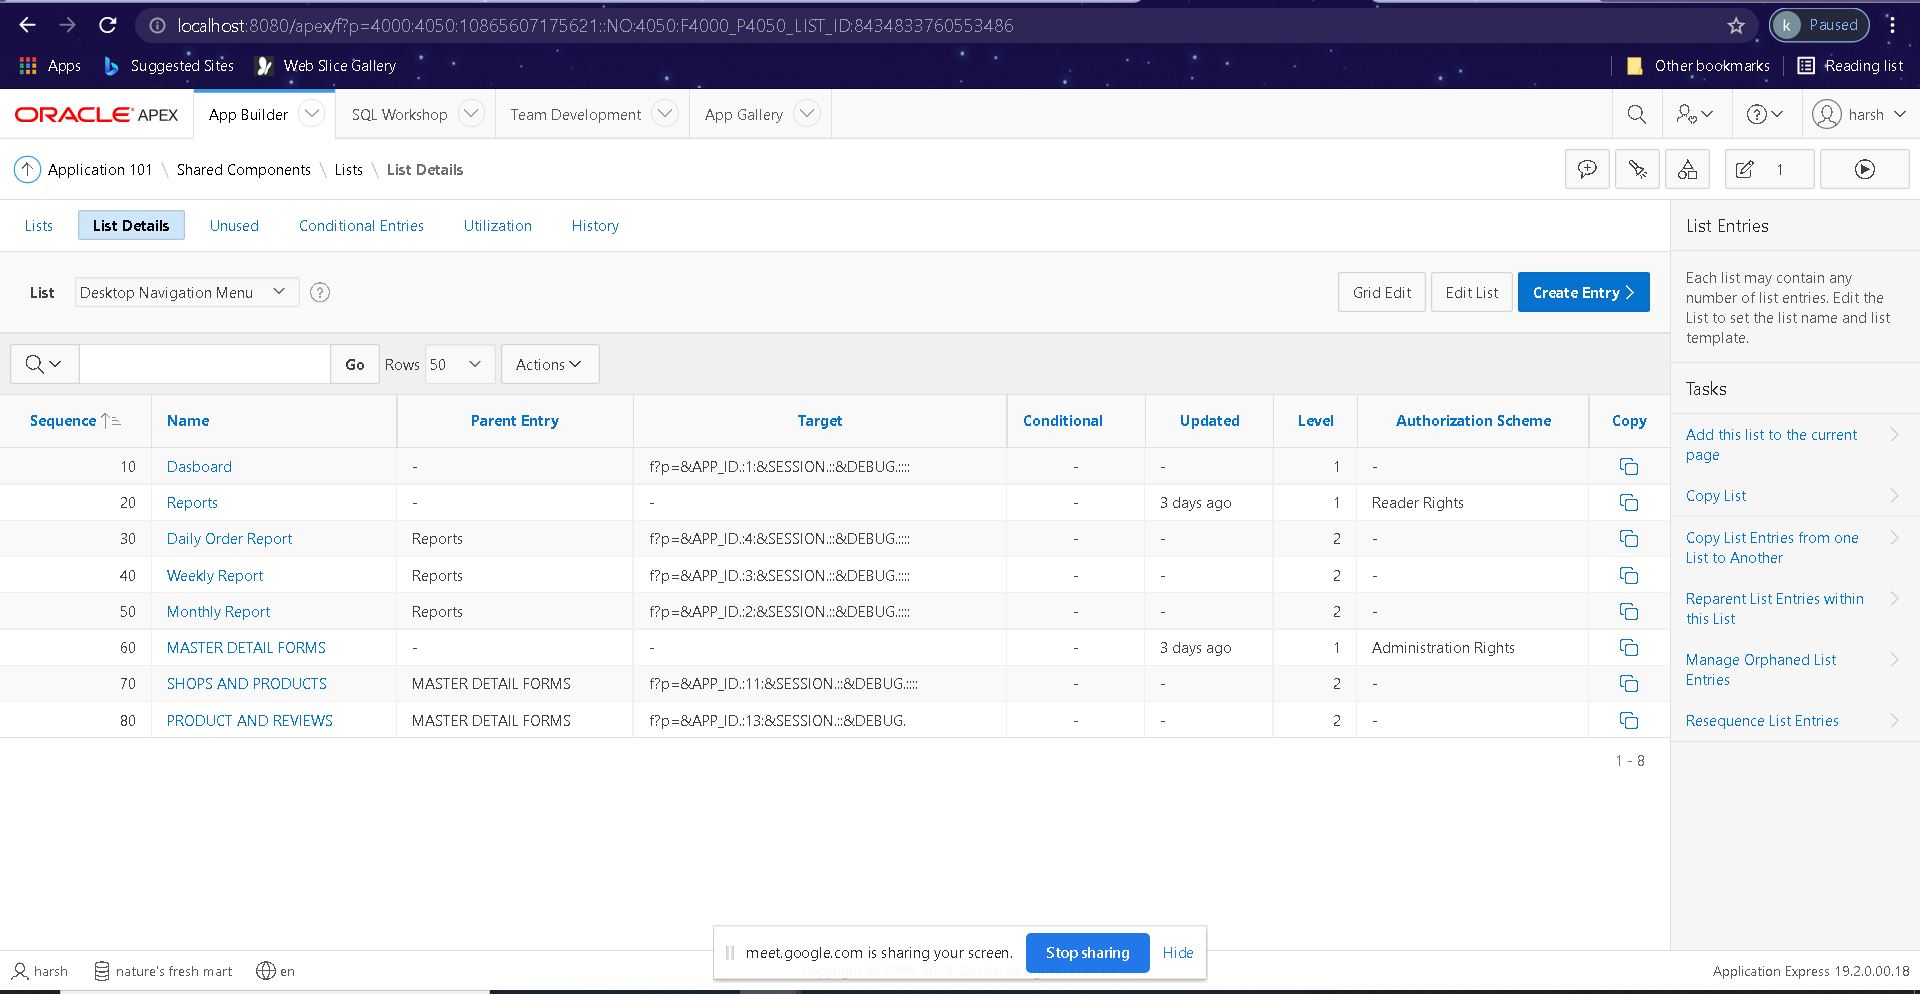 localhost:8080/apex/f?p=4000:4050:10865607175621::NO:4050:F4000_P4050_LIST_ID:8434833760553486
k Paused
Apps Suggested Sites Web Slice Gallery Other bookmarks Reading list
ORACLE APEX App Builder SQL Workshop Team Development App Gallery harsh
Application 101 \ Shared Components \ Lists \ List Details 1
Lists List Details Unused Conditional Entries Utilization History
List Desktop Navigation Menu ? Grid Edit Edit List Create Entry
Go Rows 50 Actions
Sequence Name Parent Entry Target Conditional Updated Level Authorization Scheme Copy
10 Dasboard - f?p=&APP_ID.:1:&SESSION.::&DEBUG.:::: - - 1 -
20 Reports - - - 3 days ago 1 Reader Rights
30 Daily Order Report Reports f?p=&APP_ID.:4:&SESSION.::&DEBUG.:::: - - 2 -
40 Weekly Report Reports f?p=&APP_ID.:3:&SESSION.::&DEBUG.:::: - - 2 -
50 Monthly Report Reports f?p=&APP_ID.:2:&SESSION.::&DEBUG.:::: - - 2 -
60 MASTER DETAIL FORMS - - - 3 days ago 1 Administration Rights
70 SHOPS AND PRODUCTS MASTER DETAIL FORMS f?p=&APP_ID.:11:&SESSION.::&DEBUG.:::: - - 2 -
80 PRODUCT AND REVIEWS MASTER DETAIL FORMS f?p=&APP_ID.:13:&SESSION.::&DEBUG. - - 2 -
1 - 8
List Entries
Each list may contain any
number of list entries. Edit the
List to set the list name and list
template.
Tasks
Add this list to the current
page
Copy List
Copy List Entries from one
List to Another
Reparent List Entries within
this List
Manage Orphaned List
Entries
Resequence List Entries
meet.google.com is sharing your screen. Stop sharing Hide
harsh nature's fresh mart en Application Express 19.2.0.00.18